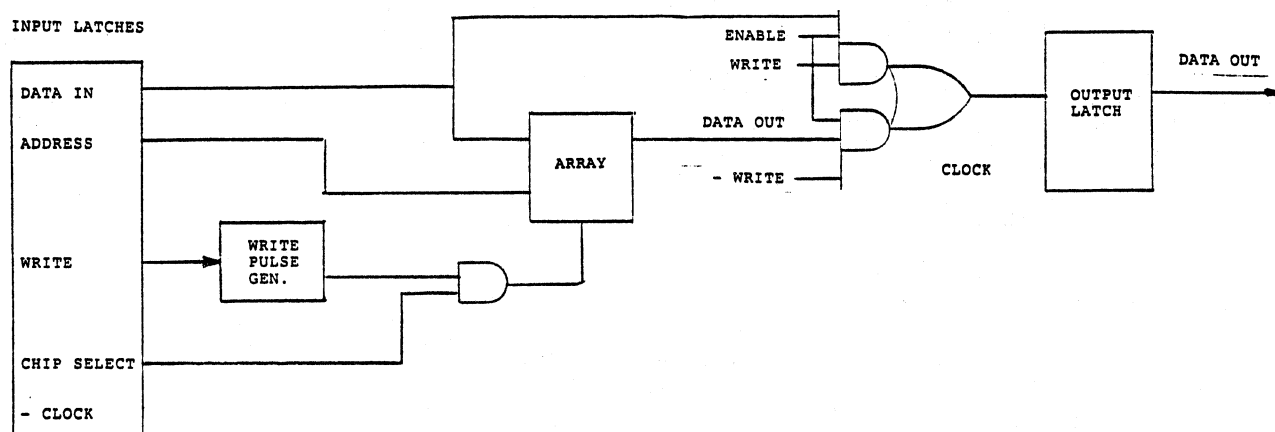 INPUT LATCHES
DATA IN
ADDRESS
WRITE
CHIP SELECT
- CLOCK
WRITE
PULSE
GEN.
ARRAY
ENABLE
WRITE
DATA OUT
- WRITE
CLOCK
OUTPUT
LATCH
DATA OUT